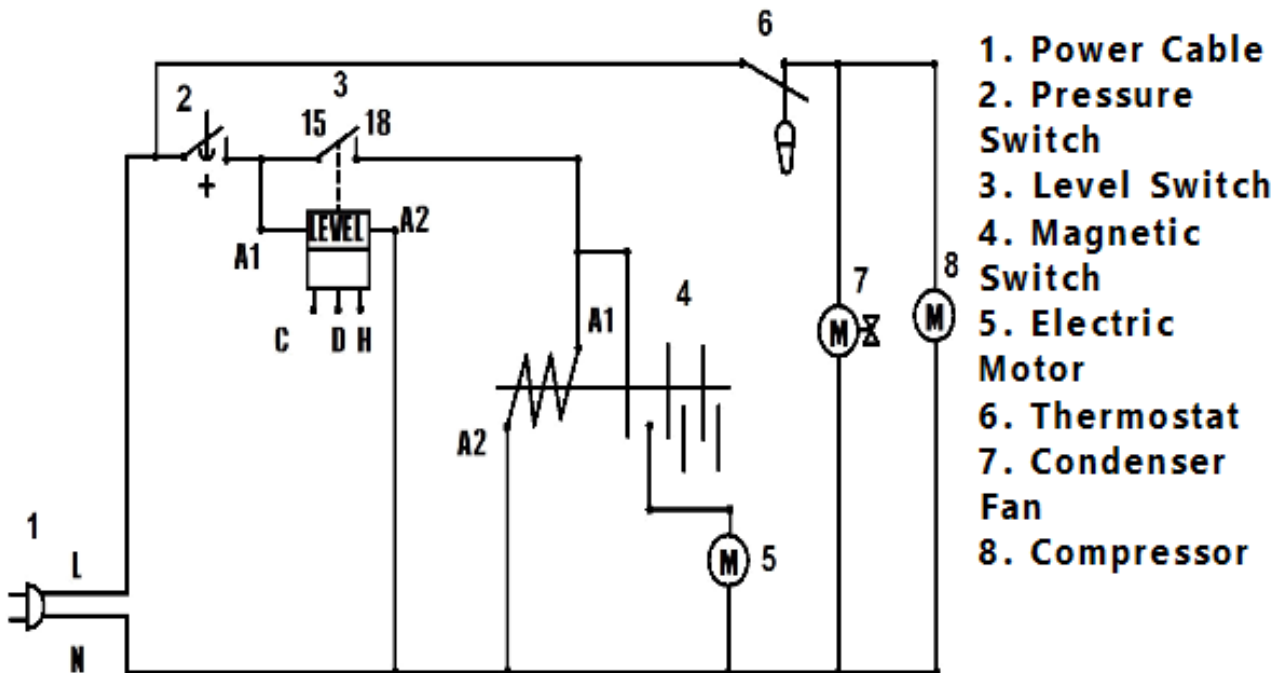 6
1. Power Cable
2. Pressure
Switch
3. Level Switch
4. Magnetic
Switch
5. Electric
Motor
6. Thermostat
7. Condenser
Fan
8. Compressor
2
3
15
18
+
LEVEL
A1
A2
C
D
H
A1
4
7
8
M
M
A2
M
5
1
L
N